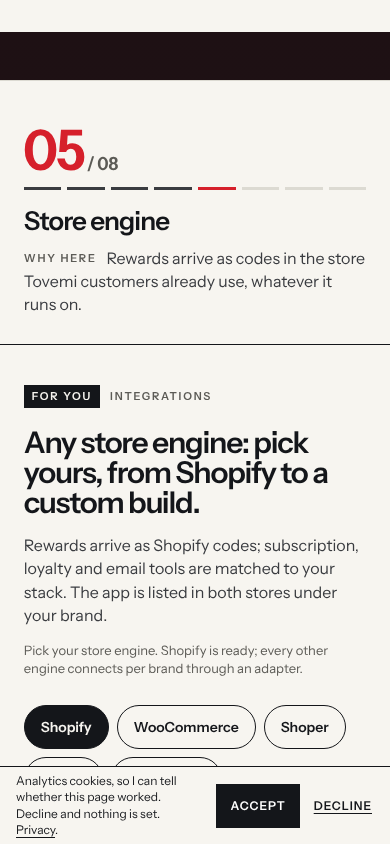 05 / 08
Store engine
WHY HERE Rewards arrive as codes in the store
Tovemi customers already use, whatever it
runs on.
FOR YOU INTEGRATIONS
Any store engine: pick
yours, from Shopify to a
custom build.
Rewards arrive as Shopify codes; subscription,
loyalty and email tools are matched to your
stack. The app is listed in both stores under
your brand.
Pick your store engine. Shopify is ready; every other
engine connects per brand through an adapter.
Shopify WooCommerce Shoper
Analytics cookies, so I can tell
whether this page worked.
Decline and nothing is set.
Privacy.
ACCEPT DECLINE